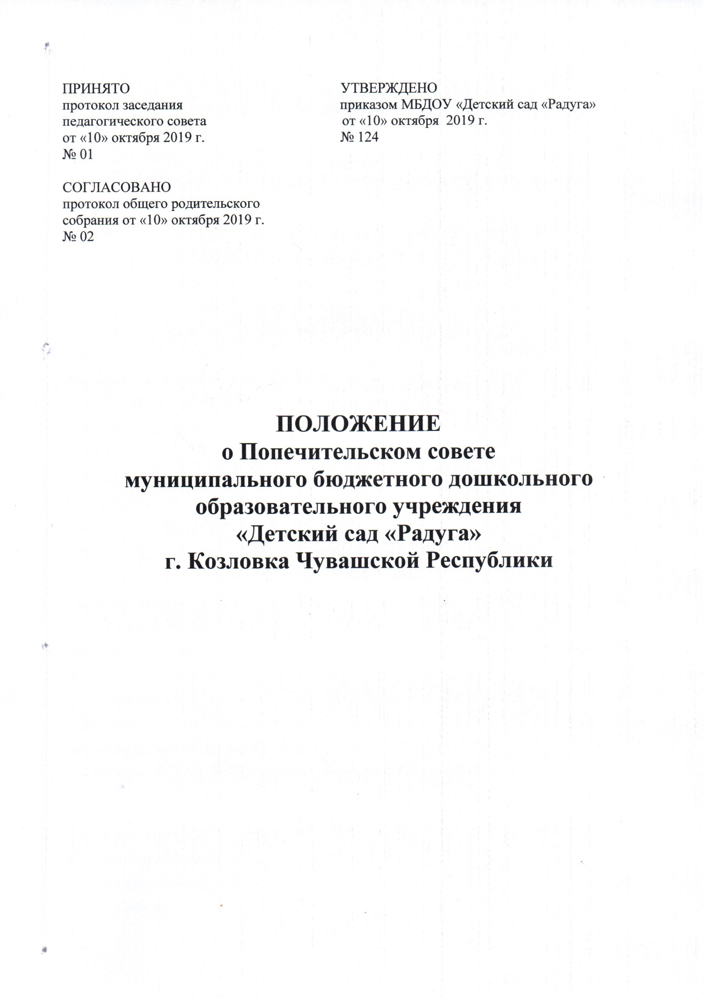 ПРИНЯТО
протокол заседания
педагогического совета
от «10» октября 2019 г.
№ 01
УТВЕРЖДЕНО
приказом МБДОУ «Детский сад «Радуга»
от «10» октября 2019 г.
№ 124
СОГЛАСОВАНО
протокол общего родительского
собрания от «10» октября 2019 г.
№ 02
ПОЛОЖЕНИЕ
о Попечительском совете
муниципального бюджетного дошкольного
образовательного учреждения
«Детский сад «Радуга»
г. Козловка Чувашской Республики